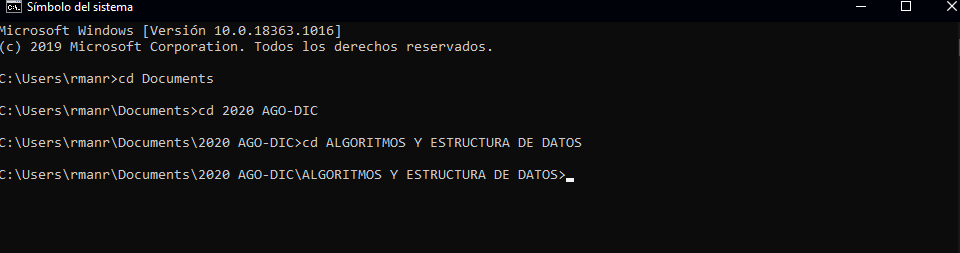 Símbolo del sistema
Microsoft Windows [Versión 10.0.18363.1016]
(c) 2019 Microsoft Corporation. Todos los derechos reservados.
C:\Users\rmanr>cd Documents
C:\Users\rmanr\Documents>cd 2020 AGO-DIC
C:\Users\rmanr\Documents\2020 AGO-DIC>cd ALGORITMOS Y ESTRUCTURA DE DATOS
C:\Users\rmanr\Documents\2020 AGO-DIC\ALGORITMOS Y ESTRUCTURA DE DATOS>